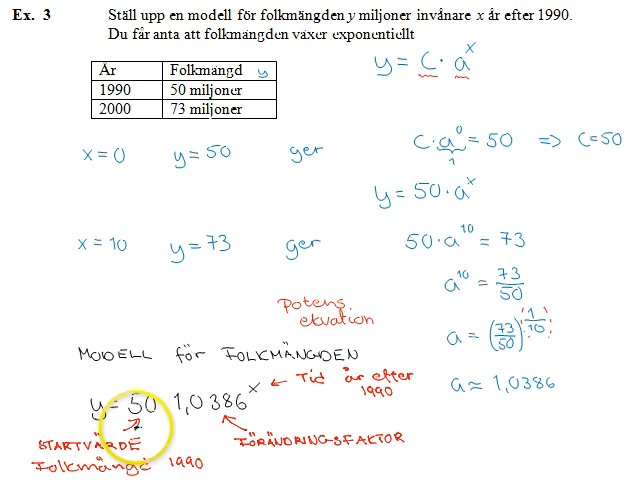 Ex. 3 Ställ upp en modell för folkmängden y miljoner invånare x år efter 1990.
Du får anta att folkmängden växer exponentiellt
y = C · a^x
År Folkmängd y
1990 50 miljoner
2000 73 miljoner
x = 0 y = 50 ger C · a^0 = 50 => C = 50
1
y = 50 · a^x
x = 10 y = 73 ger 50 · a^10 = 73
a^10 = 73/50
Potens
ekvation
a = (73/50)^(1/10)
MODELL för FOLKMÄNGDEN
a ≈ 1,0386
y = 50 1,0386^x ← Tid år efter
1990
STARTVÄRDE
FÖRÄNDRINGSFAKTOR
Folkmängd 1990